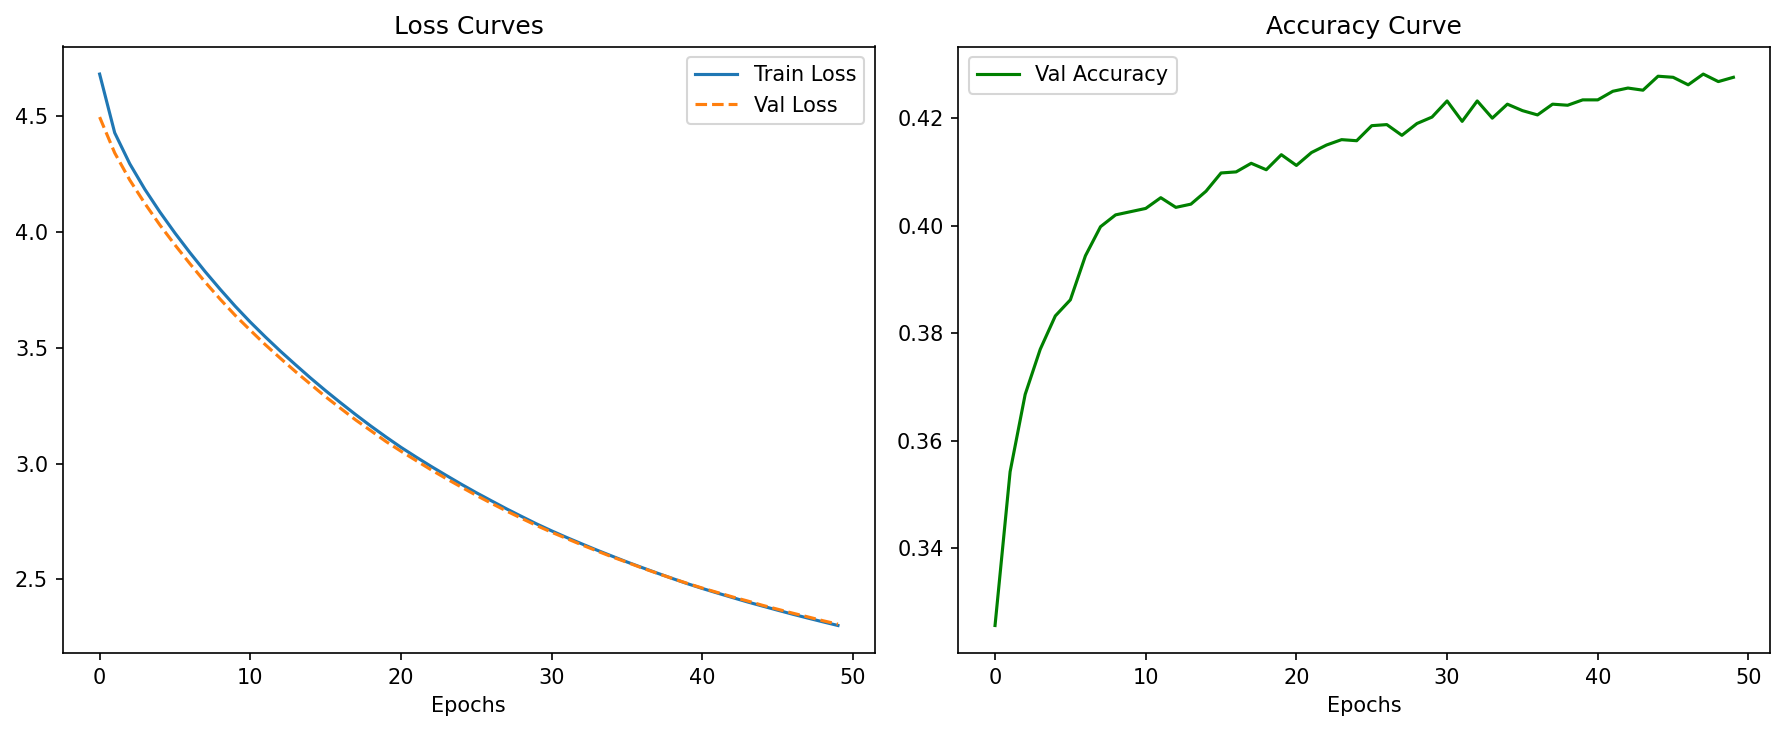 Loss Curves
Train Loss
Val Loss
4.5
4.0
3.5
3.0
2.5
0 10 20 30 40 50
Epochs
Accuracy Curve
Val Accuracy
0.42
0.40
0.38
0.36
0.34
0 10 20 30 40 50
Epochs